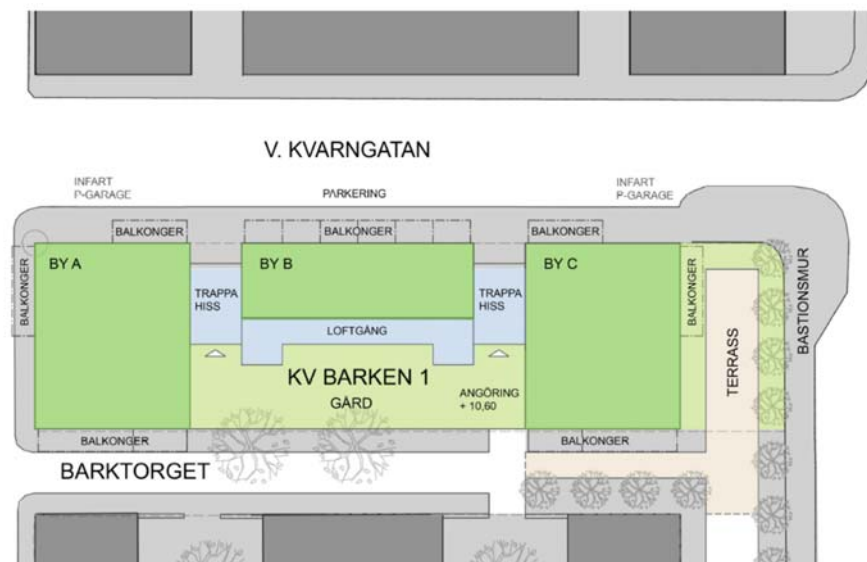 V. KVARNGATAN
INFART
P-GARAGE
PARKERING
INFART
P-GARAGE
BALKONGER
BALKONGER
BALKONGER
BY A
BY B
BY C
BALKONGER
BALKONGER
BASTIONSMUR
TRAPPA
HISS
TRAPPA
HISS
LOFTGÅNG
TERRASS
KV BARKEN 1
GÅRD
ANGÖRING
+ 10,60
BALKONGER
BALKONGER
BARKTORGET